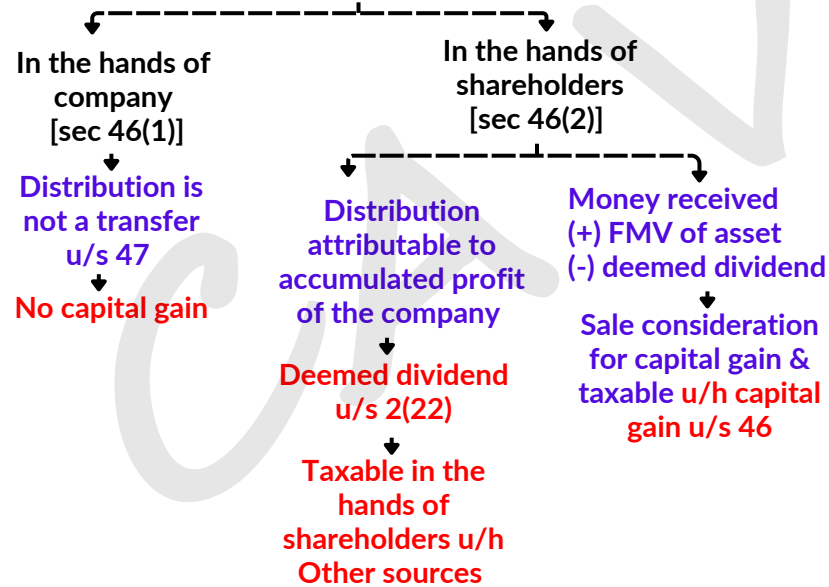 In the hands of
company
[sec 46(1)]
Distribution is
not a transfer
u/s 47
No capital gain
In the hands of
shareholders
[sec 46(2)]
Distribution
attributable to
accumulated profit
of the company
Deemed dividend
u/s 2(22)
Taxable in the
hands of
shareholders u/h
Other sources
Money received
(+) FMV of asset
(-) deemed dividend
Sale consideration
for capital gain &
taxable u/h capital
gain u/s 46
CA V